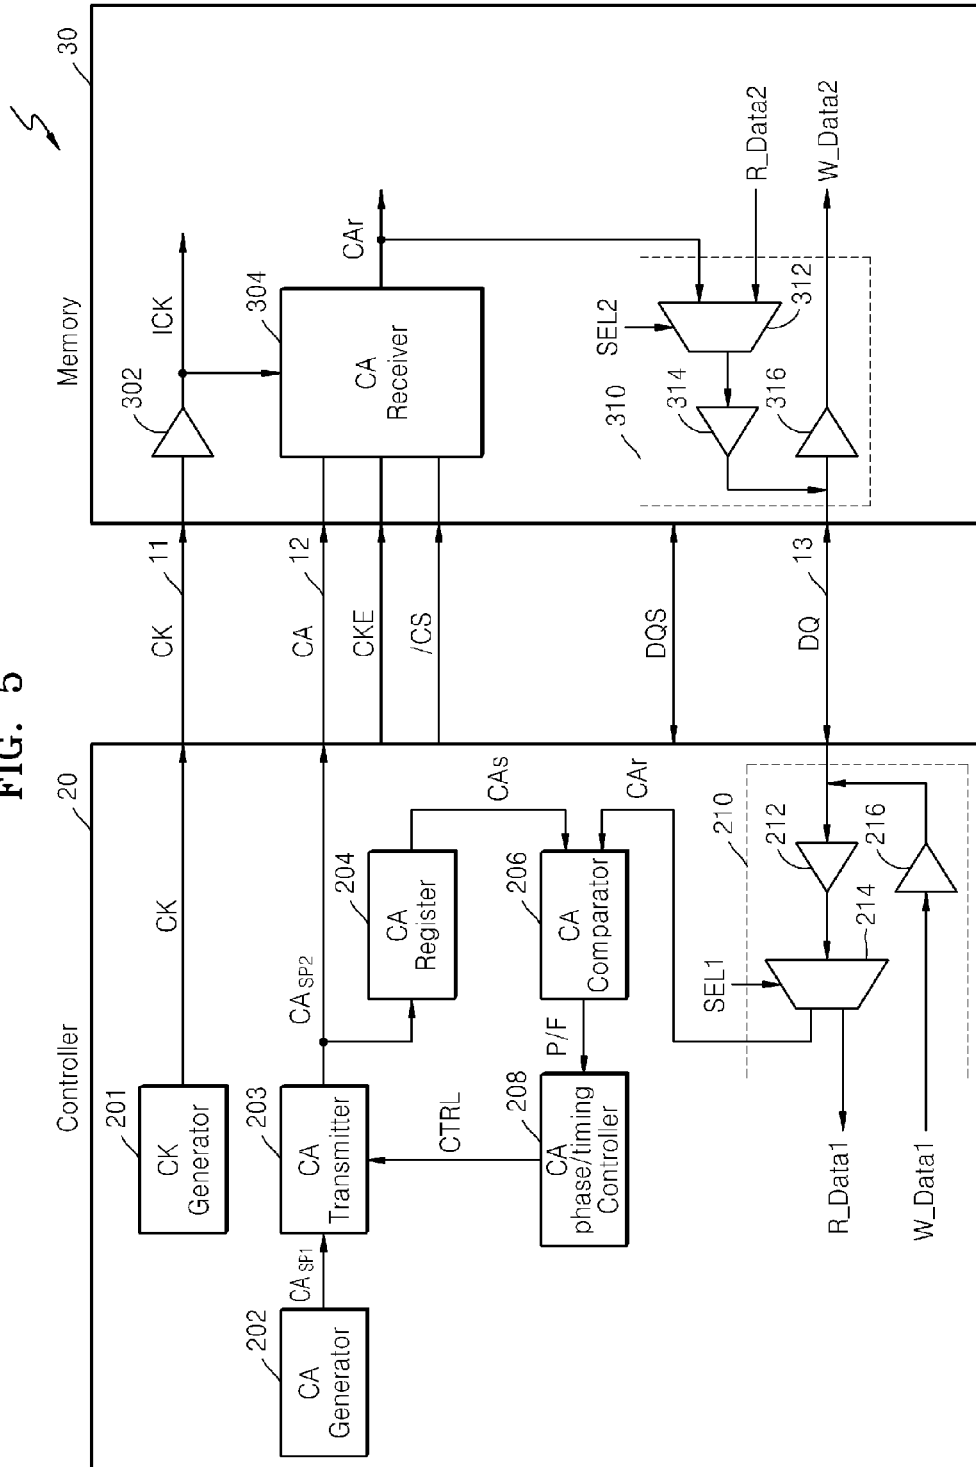 FIG. 5
Controller
20
201
CK
Generator
CK
CK
11
Memory
30
302
ICK
202
CA
Generator
CASP1
203
CA
Transmitter
CASP2
CA
12
304
CA
Receiver
CAr
CKE
/CS
204
CA
Register
CAs
CTRL
208
CA
phase/timing
Controller
P/F
206
CA
Comparator
CAr
DQS
SEL1
210
212
214
216
R_Data1
W_Data1
DQ
13
310
SEL2
314
312
316
R_Data2
W_Data2